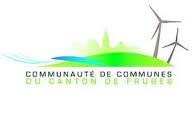 COMMUNAUTÉ DE COMMUNES
DU CANTON DE FRUGES